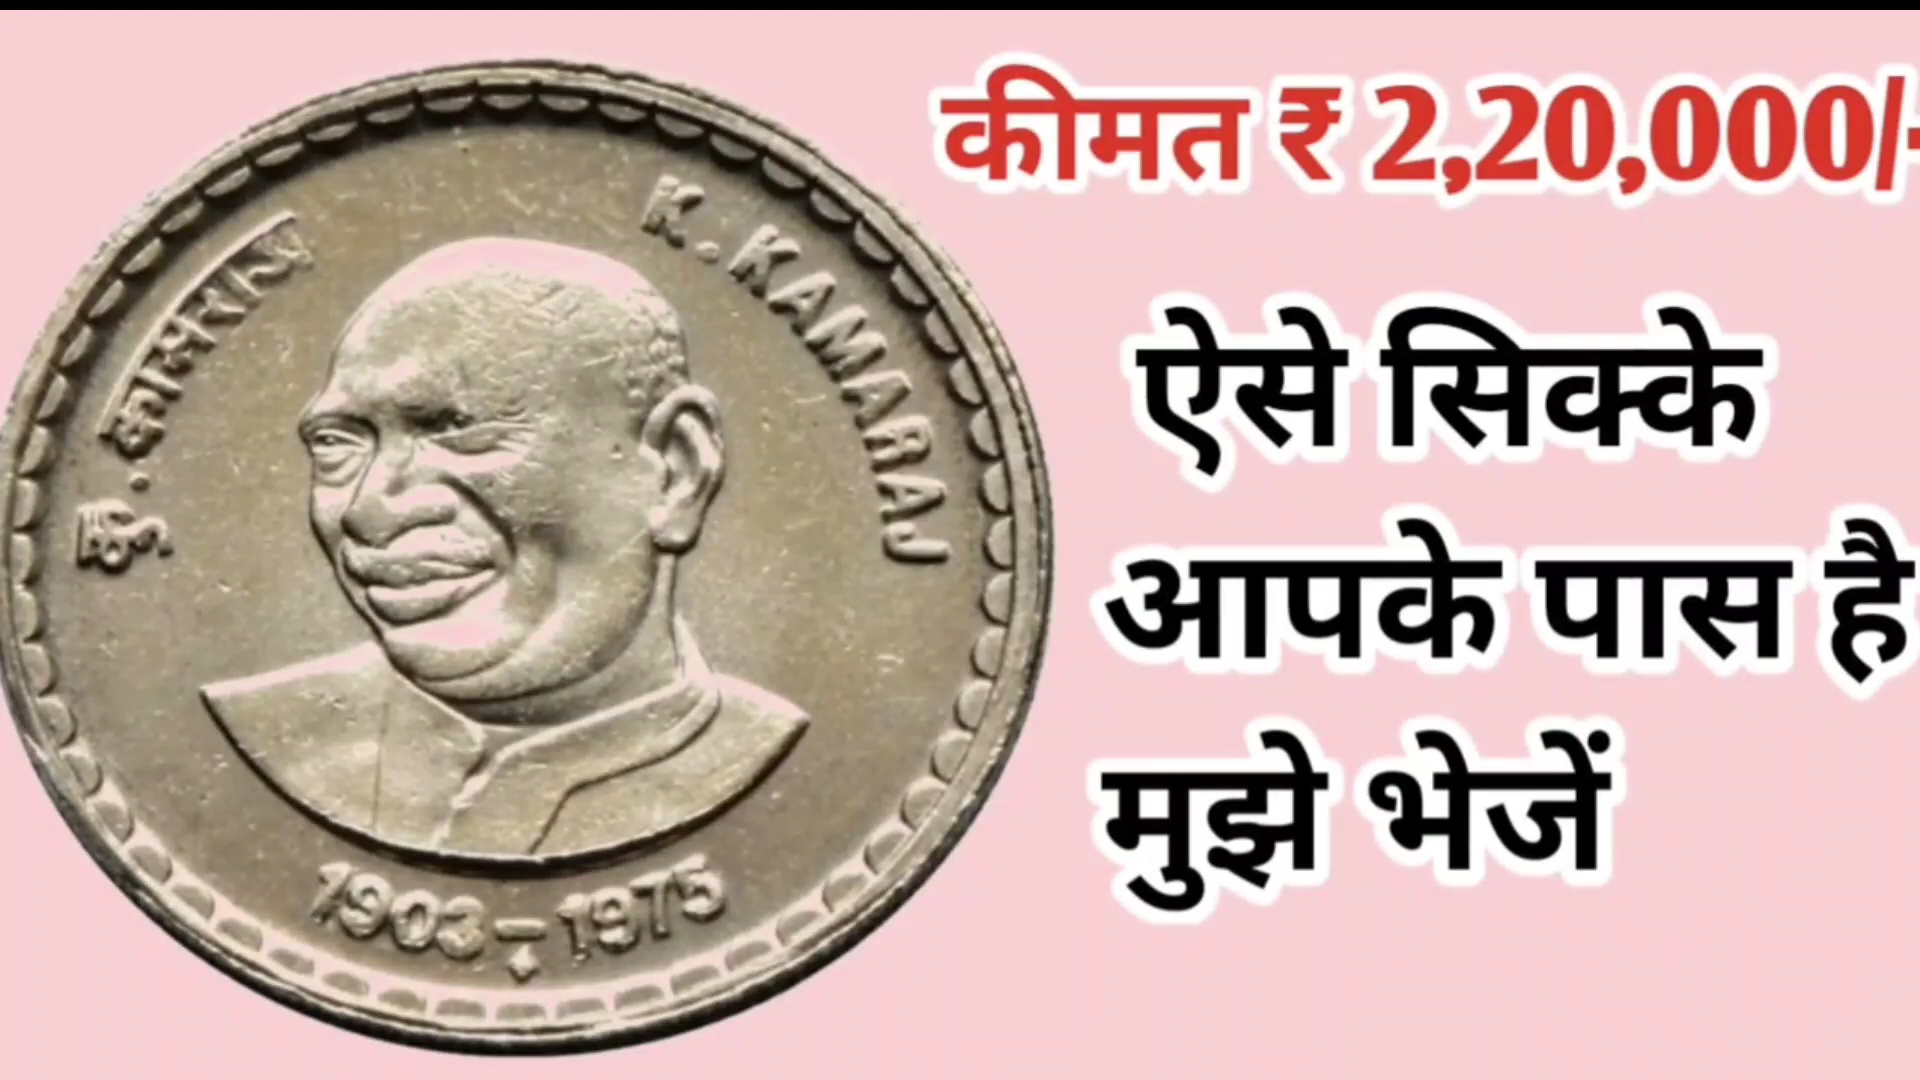 कीमत ₹ 2,20,000/-
ऐसे सिक्के
आपके पास है
मुझे भेजें
कु. कामराज
K. KAMARAJ
1903-1975